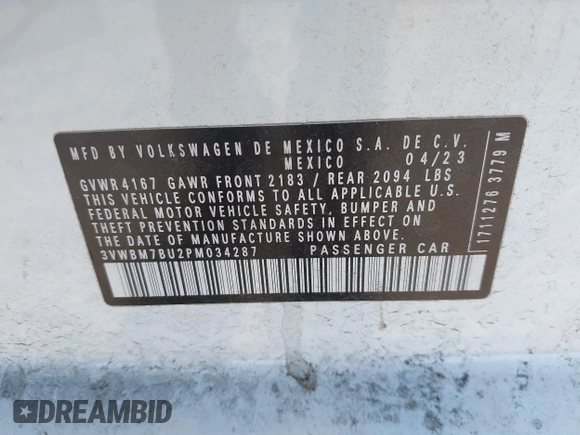 MFD BY VOLKSWAGEN DE MEXICO S.A. DE C.V.
MEXICO 04/23
GVWR 4167 GAWR FRONT 2183 / REAR 2094 LBS
THIS VEHICLE CONFORMS TO ALL APPLICABLE U.S.
FEDERAL MOTOR VEHICLE SAFETY, BUMPER AND
THEFT PREVENTION STANDARDS IN EFFECT ON
THE DATE OF MANUFACTURE SHOWN ABOVE.
3VWBM7BU2PM034287 PASSENGER CAR
1711276 3779 M
DREAMBID